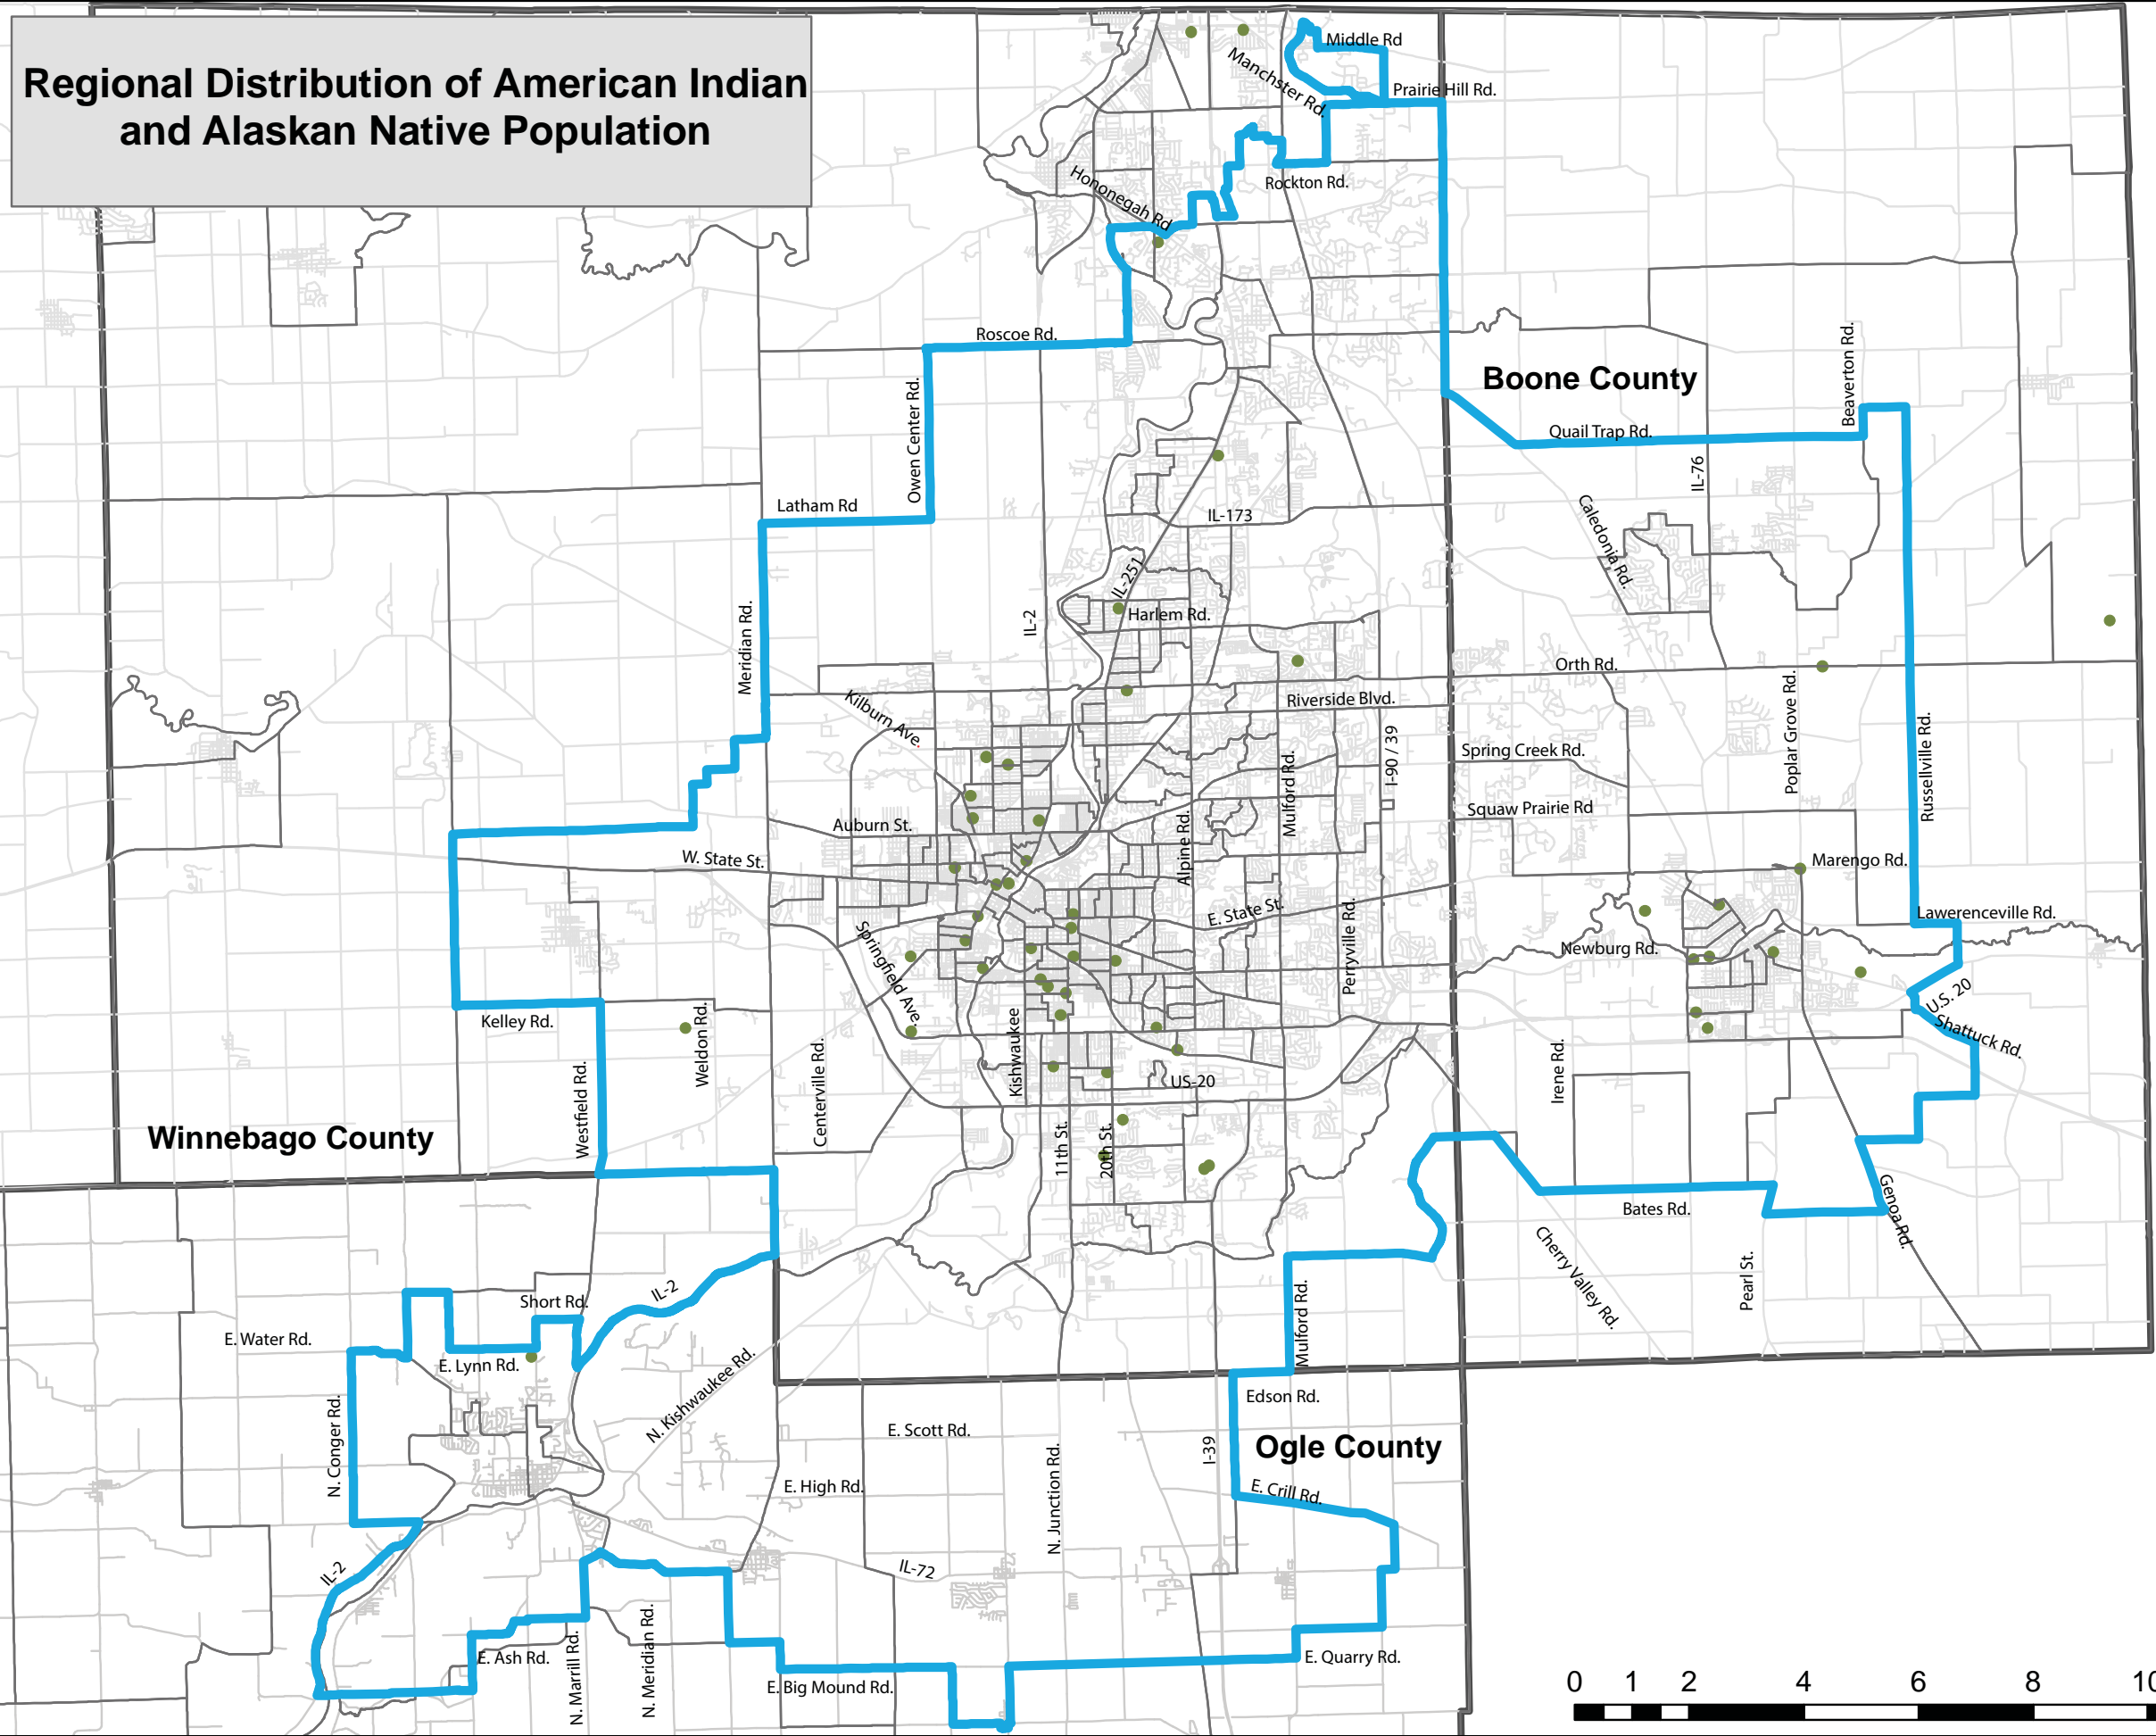 Regional Distribution of American Indian
and Alaskan Native Population
Middle Rd
Manchster Rd.
Prairie Hill Rd.
Rockton Rd.
Hononegah Rd
Roscoe Rd.
Boone County
Beaverton Rd.
Owen Center Rd.
Quail Trap Rd.
IL-76
Latham Rd
IL-173
Caledonia Rd.
IL-251
Harlem Rd.
IL-2
Meridian Rd.
Orth Rd.
Riverside Blvd.
Kilburn Ave.
Poplar Grove Rd.
Russellville Rd.
I-90 / 39
Spring Creek Rd.
Mulford Rd.
Squaw Prairie Rd
Auburn St.
Alpine Rd.
W. State St.
Marengo Rd.
E. State St.
Lawerenceville Rd.
Perryville Rd.
Newburg Rd.
Springfield Ave.
U.S. 20
Shattuck Rd.
Kelley Rd.
Weldon Rd.
Kishwaukee
Irene Rd.
US-20
Westfield Rd.
Centerville Rd.
Winnebago County
11th St.
20th St.
Bates Rd.
Genoa Rd.
Cherry Valley Rd.
Pearl St.
IL-2
Short Rd.
Mulford Rd.
E. Water Rd.
E. Lynn Rd.
N. Kishwaukee Rd.
Edson Rd.
N. Conger Rd.
E. Scott Rd.
Ogle County
I-39
N. Junction Rd.
E. High Rd.
E. Crill Rd.
IL-72
IL-2
N. Marrill Rd.
N. Meridian Rd.
E. Ash Rd.
E. Quarry Rd.
E. Big Mound Rd.
0 1 2 4 6 8 10